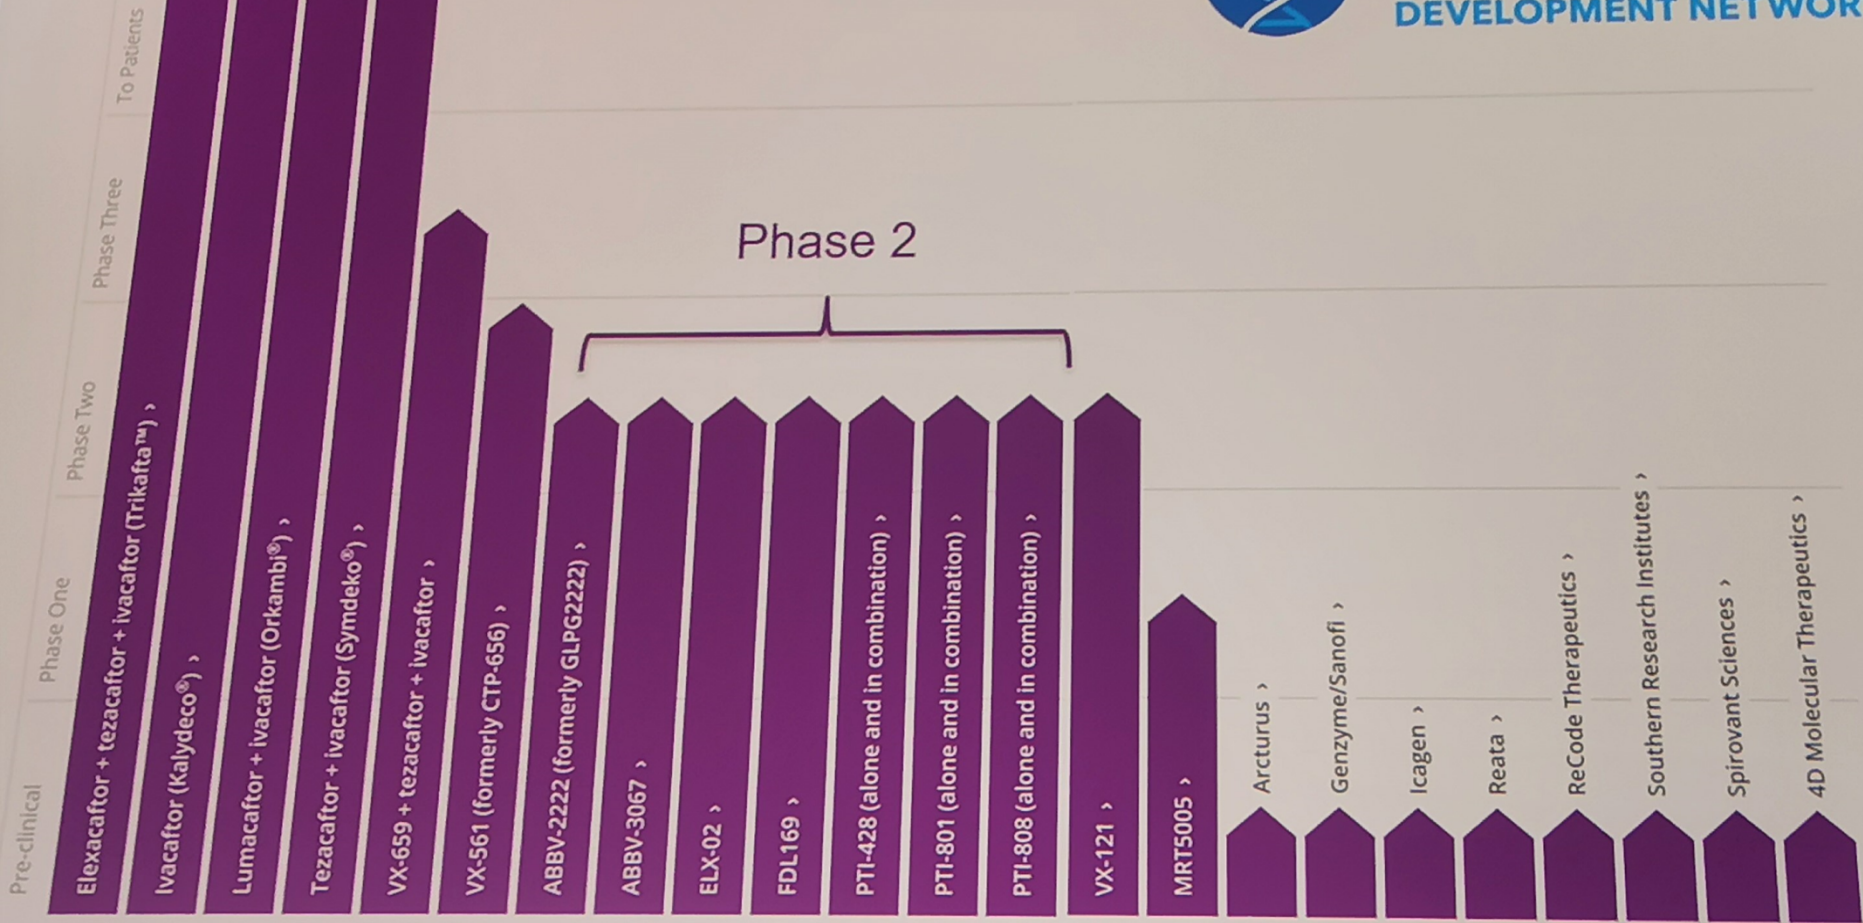 DEVELOPMENT NETWOR
To Patients
Phase Three
Phase Two
Phase One
Pre-clinical
Phase 2
Elexacaftor + tezacaftor + ivacaftor (Trikafta™) ›
Ivacaftor (Kalydeco®) ›
Lumacaftor + ivacaftor (Orkambi®) ›
Tezacaftor + ivacaftor (Symdeko®) ›
VX-659 + tezacaftor + ivacaftor ›
VX-561 (formerly CTP-656) ›
ABBV-2222 (formerly GLPG2222) ›
ABBV-3067 ›
ELX-02 ›
FDL169 ›
PTI-428 (alone and in combination) ›
PTI-801 (alone and in combination) ›
PTI-808 (alone and in combination) ›
VX-121 ›
MRT5005 ›
Arcturus ›
Genzyme/Sanofi ›
Icagen ›
Reata ›
ReCode Therapeutics ›
Southern Research Institutes ›
Spirovant Sciences ›
4D Molecular Therapeutics ›